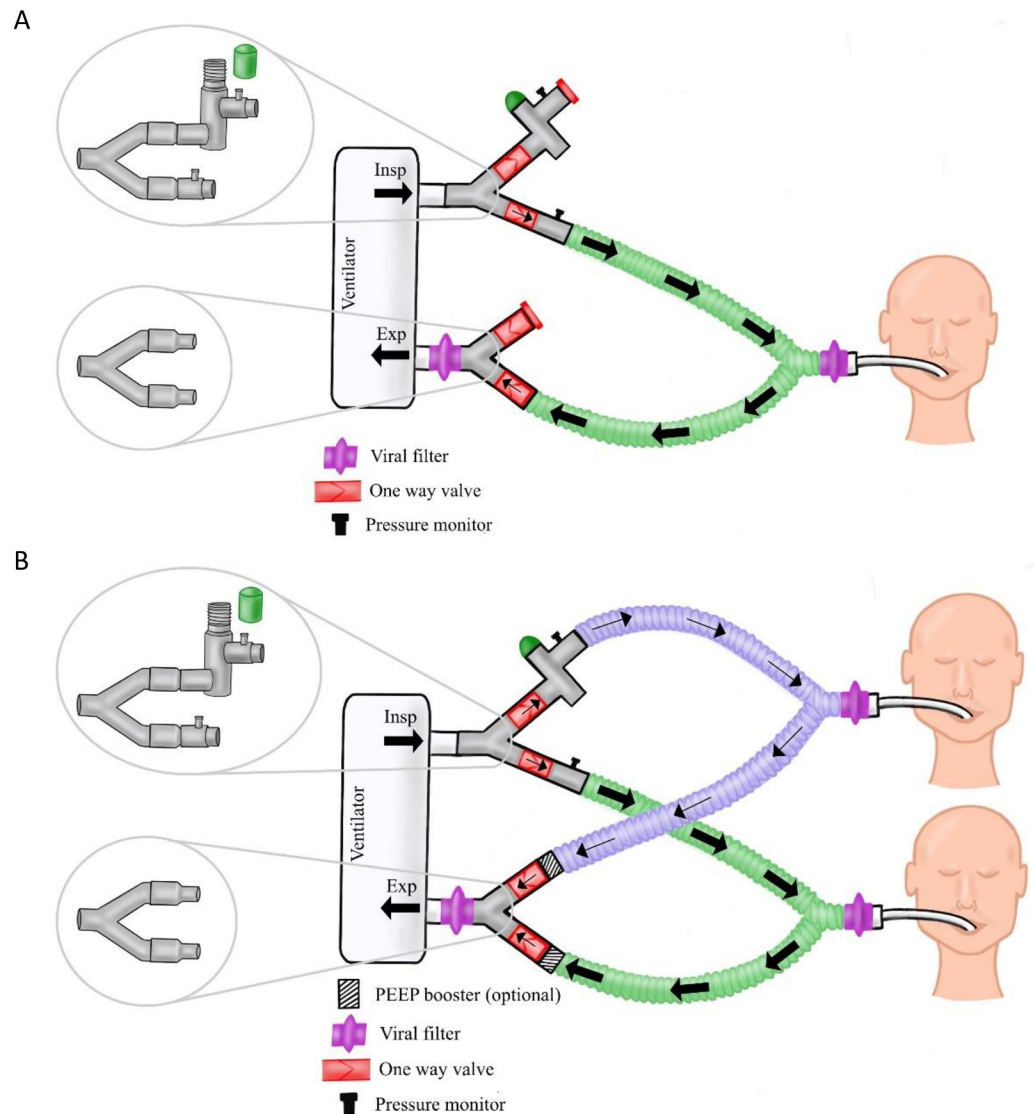 A
Insp
Ventilator
Exp
Viral filter
One way valve
Pressure monitor
B
Insp
Ventilator
Exp
PEEP booster (optional)
Viral filter
One way valve
Pressure monitor